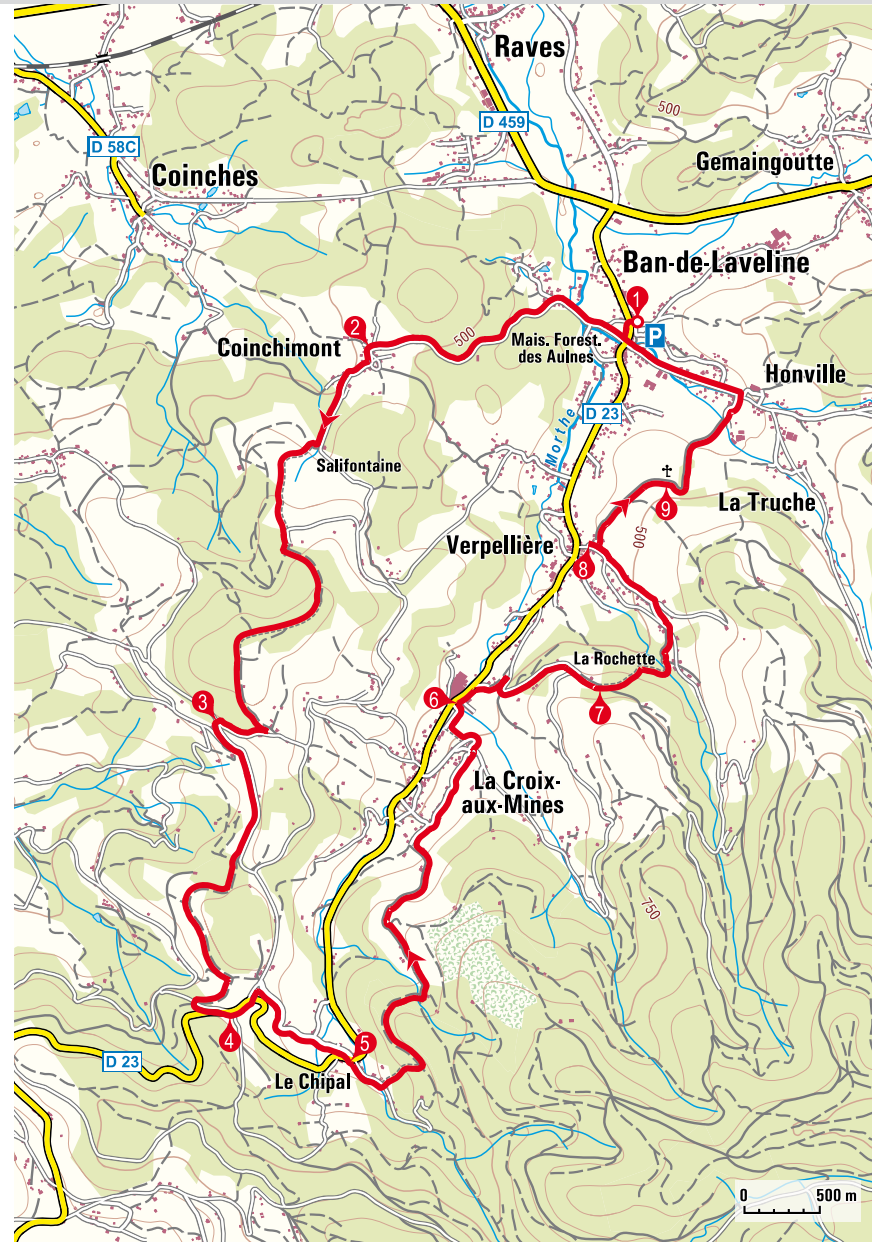 Raves
500
D 459
D 58C
Gemaingoutte
Coinches
Ban-de-Laveline
1
P
2
500
Mais. Forest.
des Aulnes
Coinchimont
Honville
D 23
Morthe
Salifontaine
9
La Truche
500
Verpellière
8
La Rochette
3
6
7
La Croix-
aux-Mines
750
4
5
D 23
Le Chipal
0 500 m